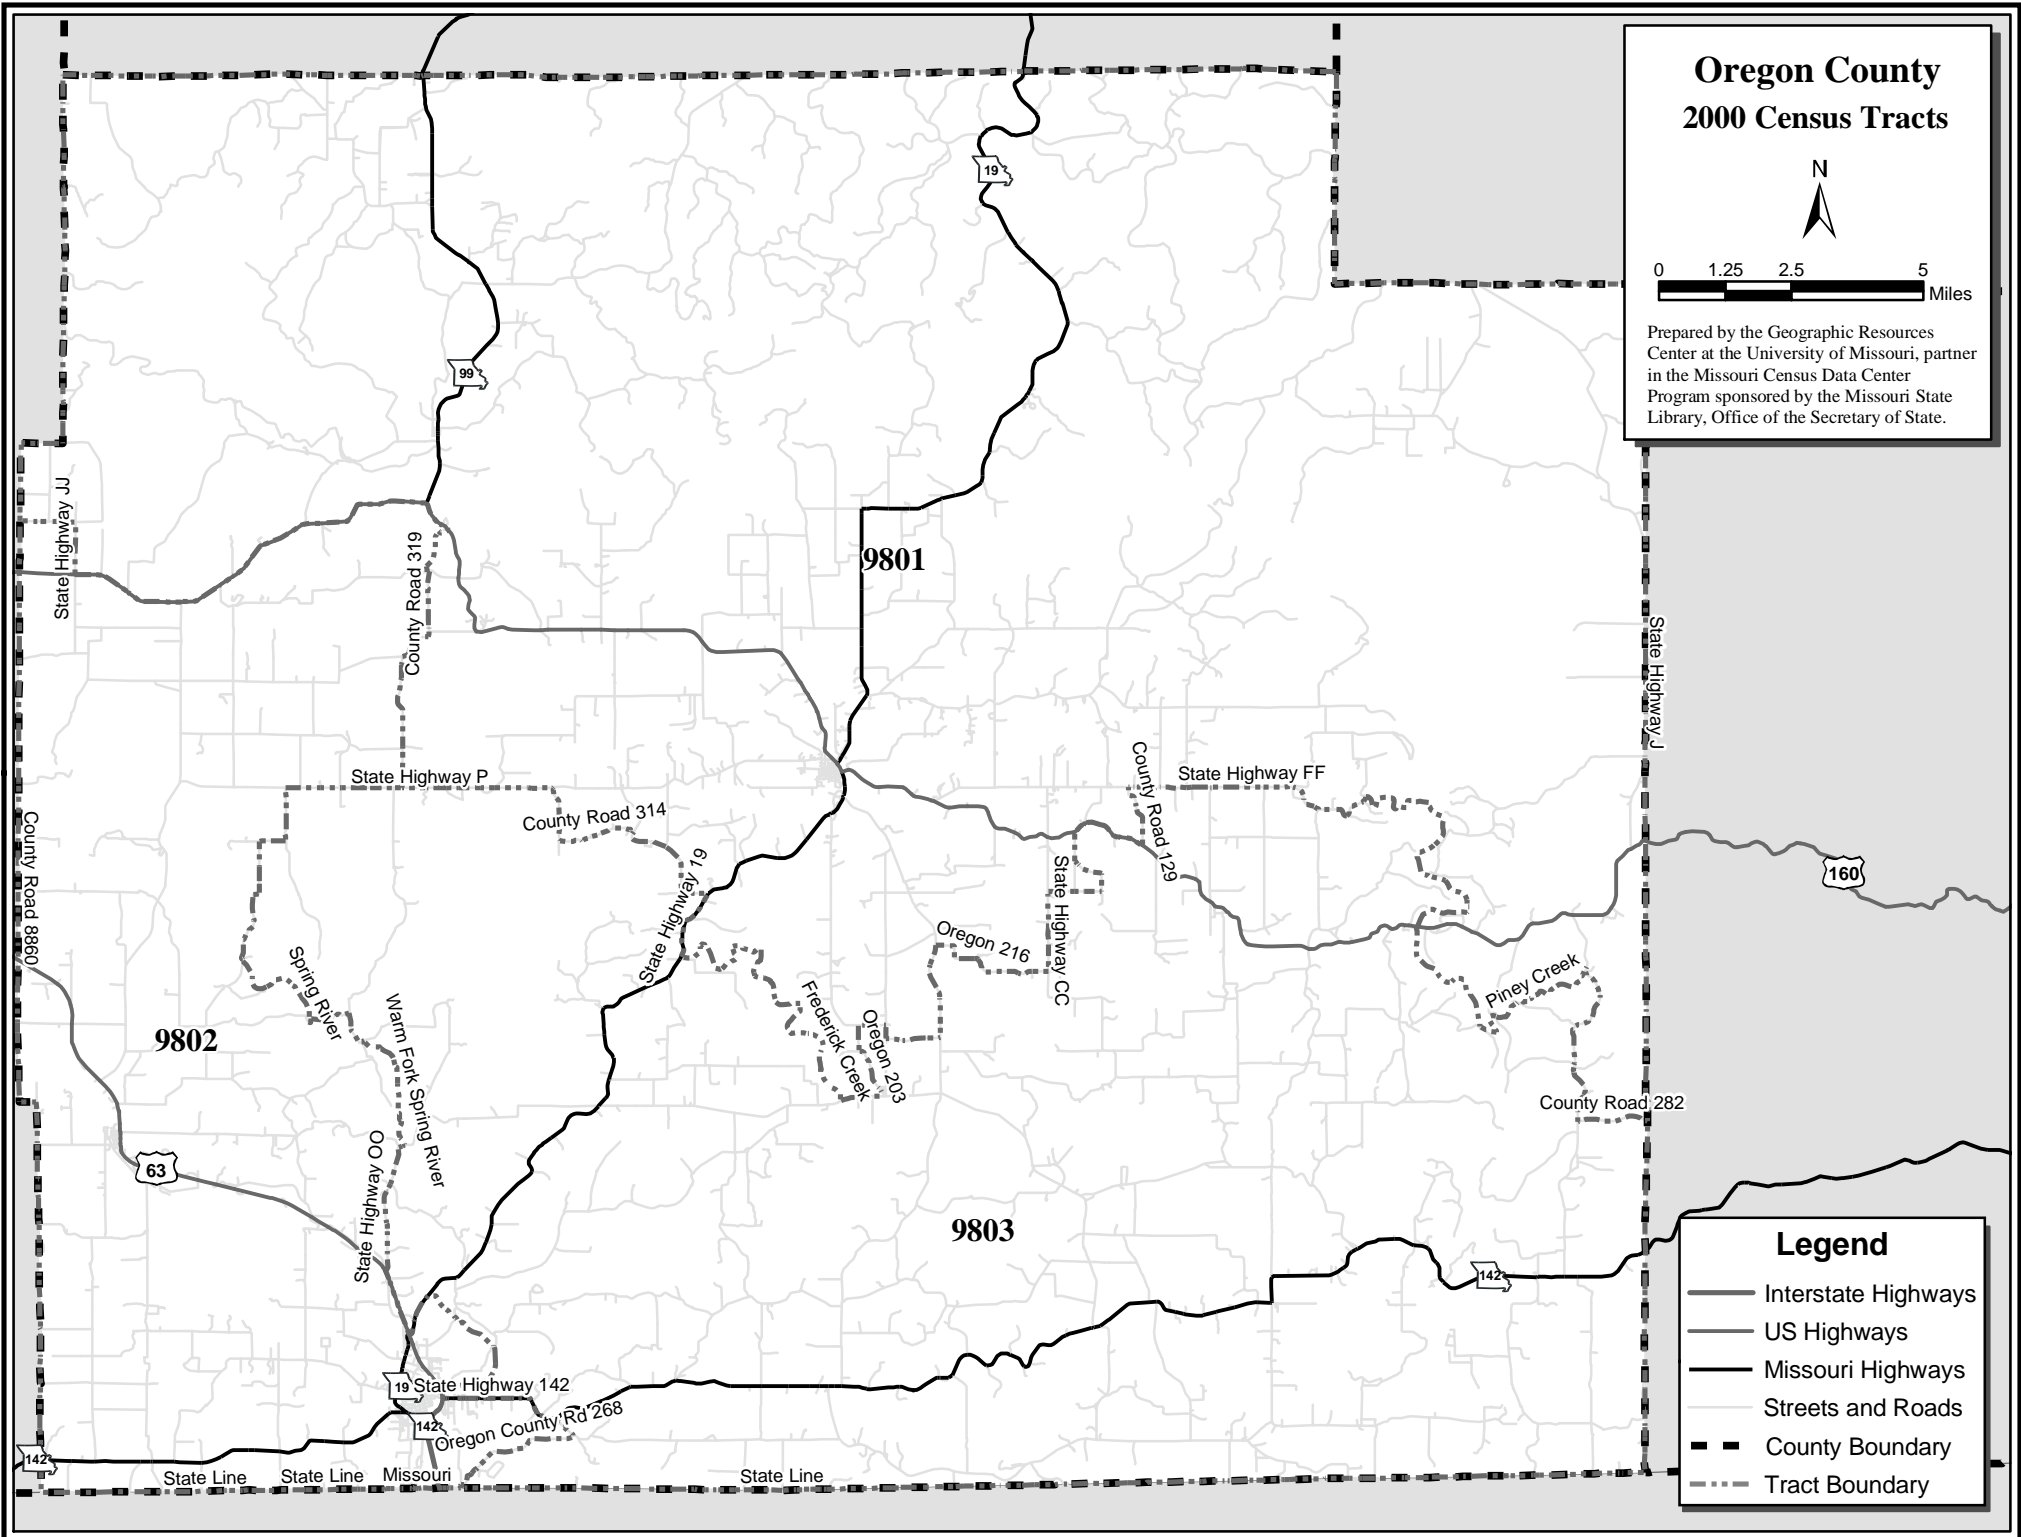 Oregon County
2000 Census Tracts
N
0 1.25 2.5 5
Miles
Prepared by the Geographic Resources
Center at the University of Missouri, partner
in the Missouri Census Data Center
Program sponsored by the Missouri State
Library, Office of the Secretary of State.
19
99
State Highway JJ
County Road 319
9801
State Highway J
State Highway P
County Road 314
County Road 129
State Highway FF
County Road 8860
State Highway 19
State Highway CC
160
Oregon 216
Spring River
Warm Fork Spring River
Frederick Creek
Oregon 203
Piney Creek
9802
County Road 282
63
State Highway OO
9803
142
19
State Highway 142
142
Oregon County Rd 268
142
State Line
State Line
Missouri
State Line
Legend
Interstate Highways
US Highways
Missouri Highways
Streets and Roads
County Boundary
Tract Boundary